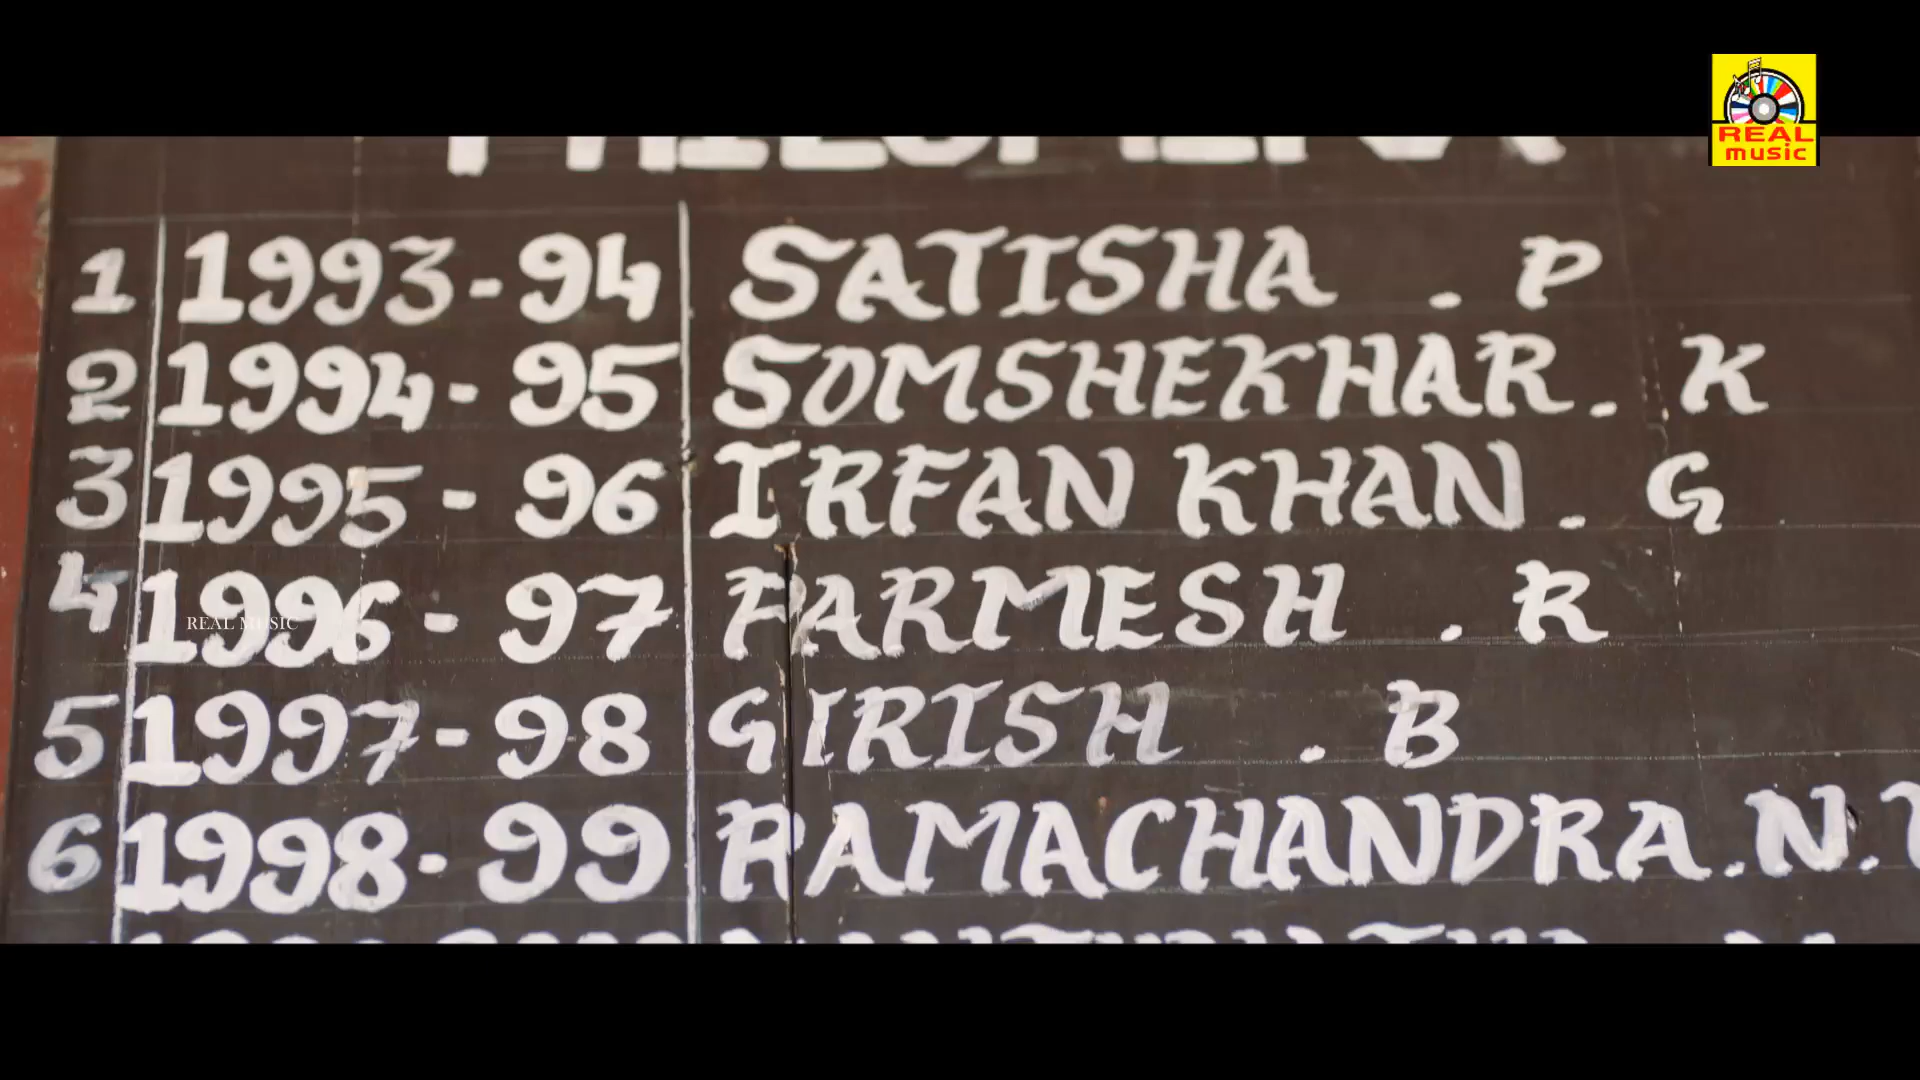 REAL
music
1 1993-94 SATISHA . P
2 1994-95 SOMSHEKHAR. K
3 1995-96 IRFAN KHAN. G
4 1996-97 PARMESH . R
REAL MUSIC
5 1997-98 GIRISH . B
6 1998-99 RAMACHANDRA.N.